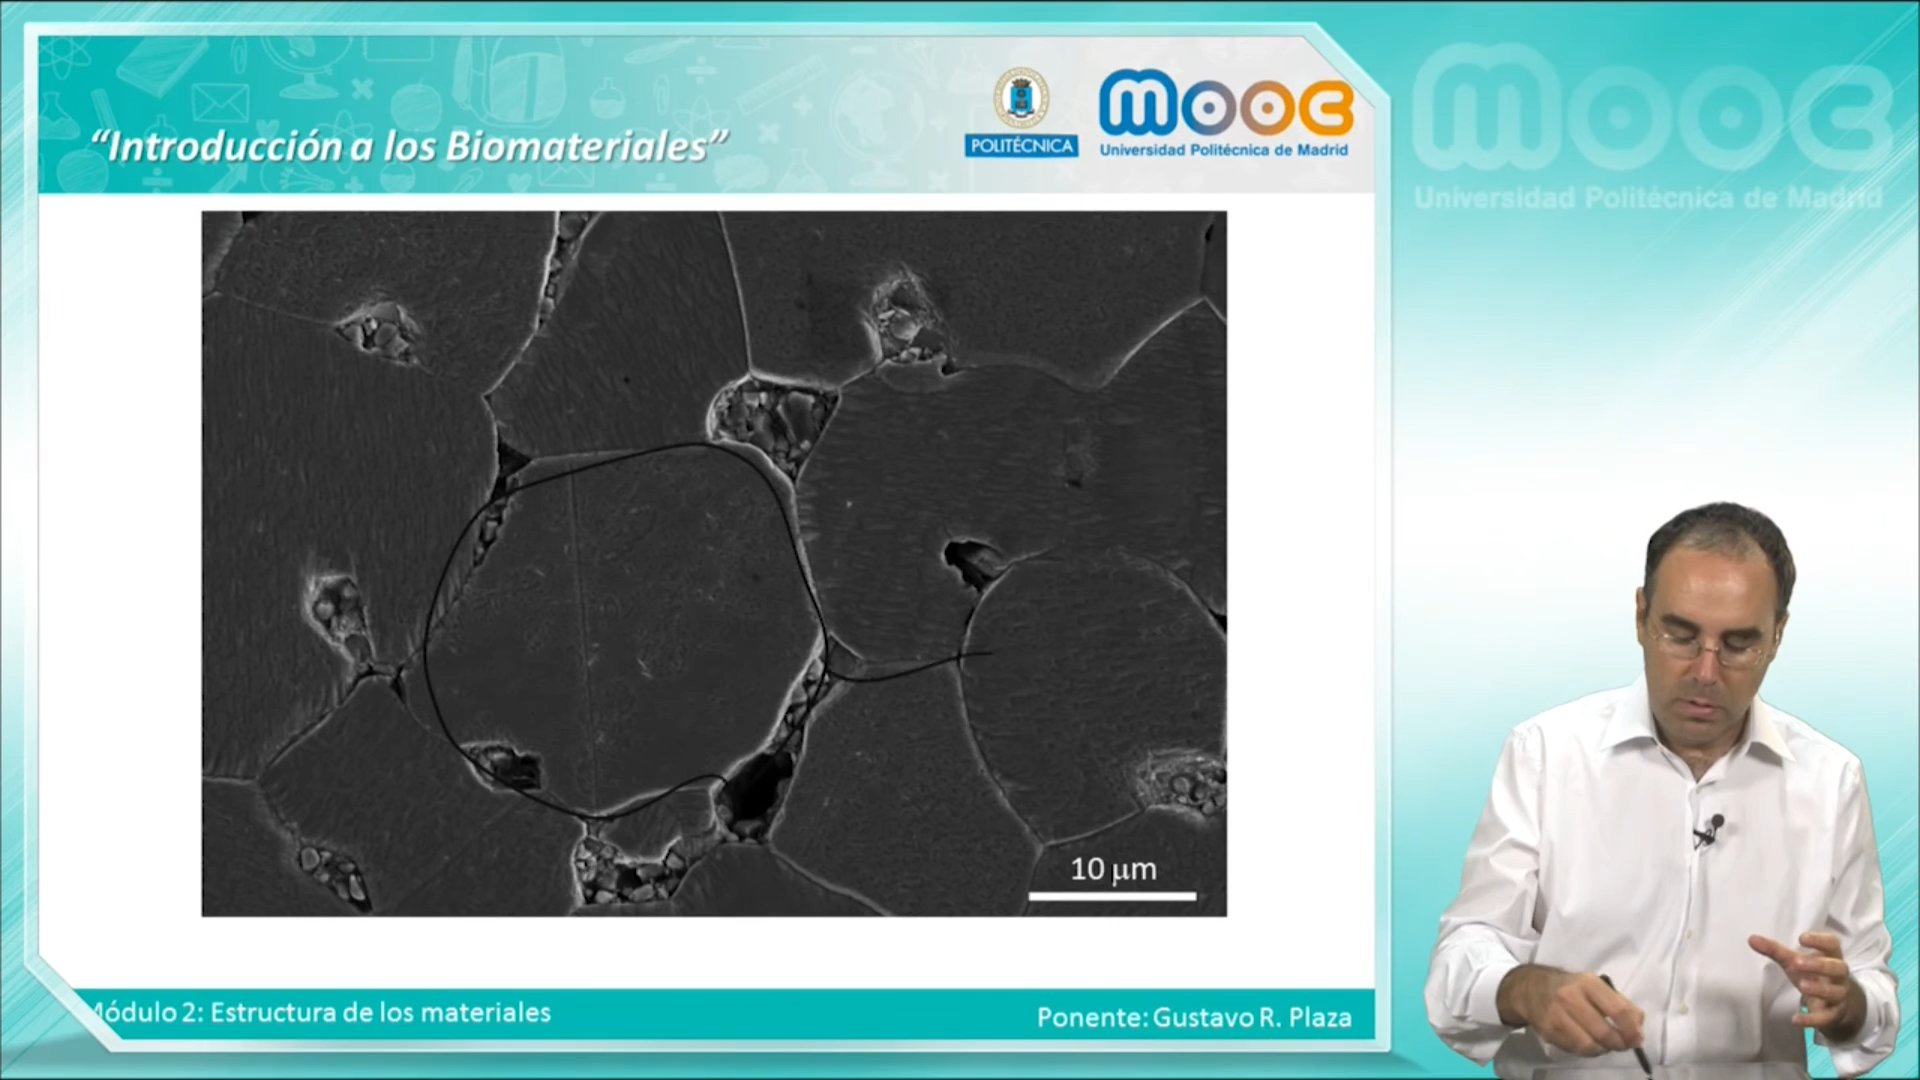 “Introducción a los Biomateriales”
POLITÉCNICA
mooc
Universidad Politécnica de Madrid
mooc
Universidad Politécnica de Madrid
10 µm
Módulo 2: Estructura de los materiales
Ponente: Gustavo R. Plaza